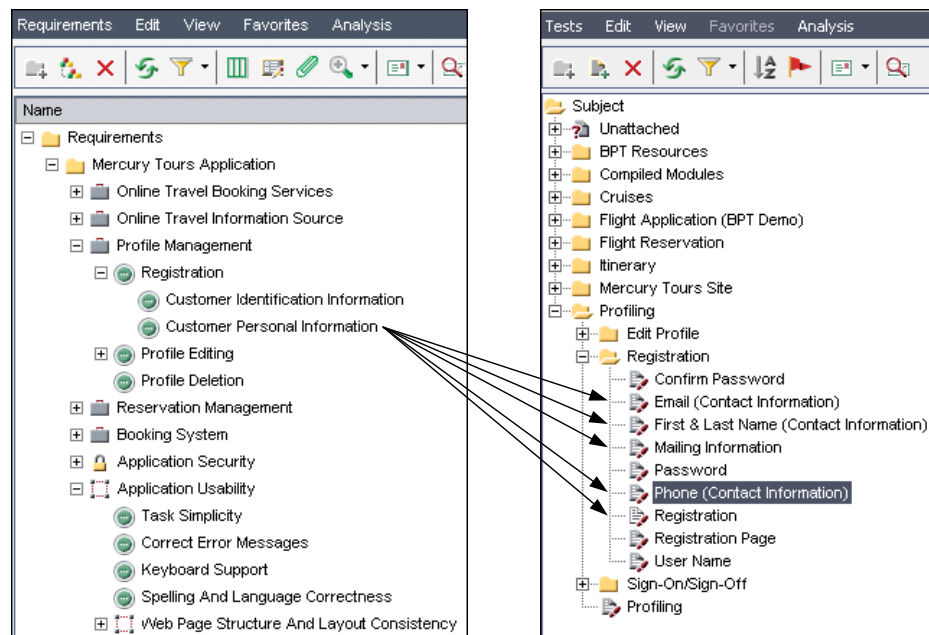 Requirements Edit View Favorites Analysis
Name
Requirements
Mercury Tours Application
Online Travel Booking Services
Online Travel Information Source
Profile Management
Registration
Customer Identification Information
Customer Personal Information
Profile Editing
Profile Deletion
Reservation Management
Booking System
Application Security
Application Usability
Task Simplicity
Correct Error Messages
Keyboard Support
Spelling And Language Correctness
Web Page Structure And Layout Consistency
Tests Edit View Favorites Analysis
Subject
Unattached
BPT Resources
Compiled Modules
Cruises
Flight Application (BPT Demo)
Flight Reservation
Itinerary
Mercury Tours Site
Profiling
Edit Profile
Registration
Confirm Password
Email (Contact Information)
First & Last Name (Contact Information)
Mailing Information
Password
Phone (Contact Information)
Registration
Registration Page
User Name
Sign-On/Sign-Off
Profiling